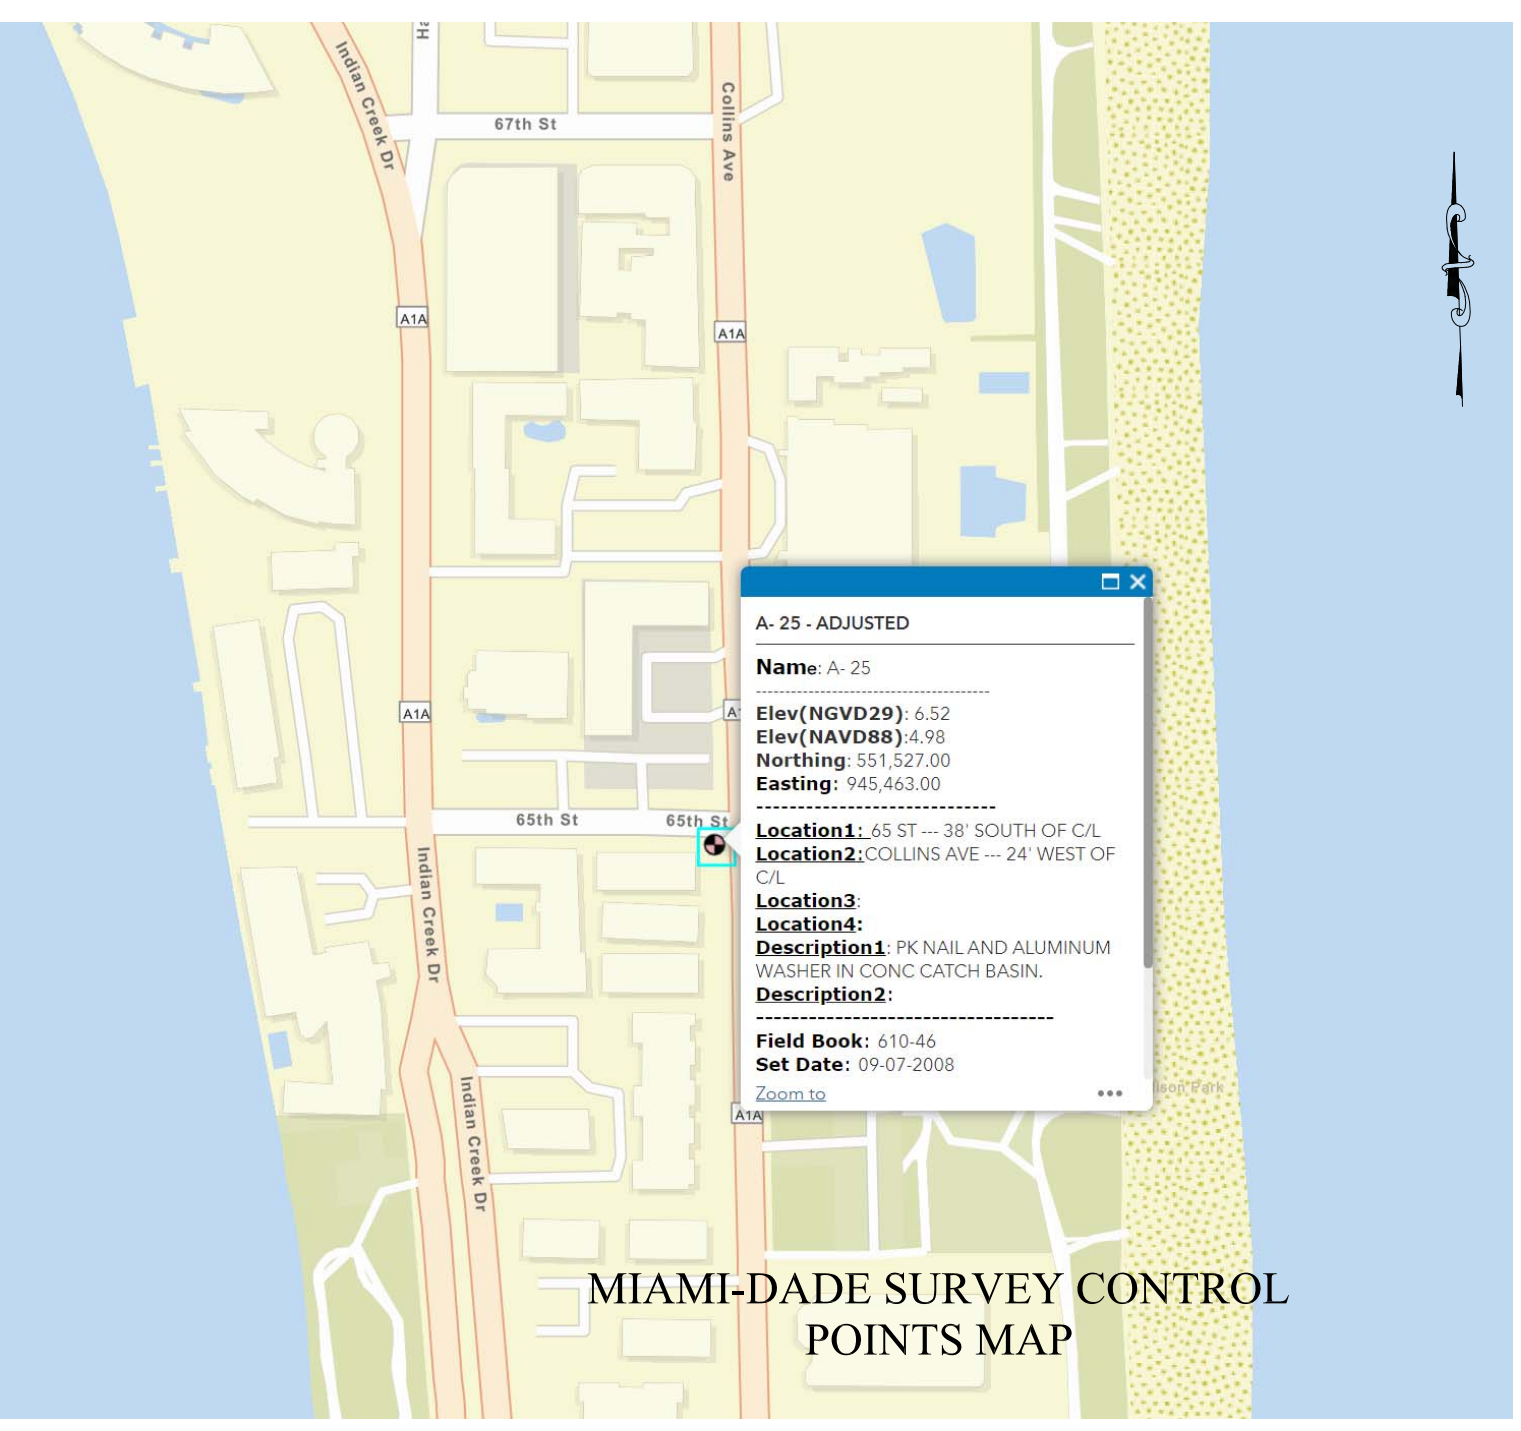 Ha
Indian Creek Dr
Collins Ave
67th St
A1A
A1A
A- 25 - ADJUSTED
Name: A- 25
--------------------------------------
Elev(NGVD29): 6.52
Elev(NAVD88):4.98
Northing: 551,527.00
Easting: 945,463.00
-----------------------------
Location1: 65 ST --- 38' SOUTH OF C/L
Location2:COLLINS AVE --- 24' WEST OF
C/L
Location3:
Location4:
Description1: PK NAIL AND ALUMINUM
WASHER IN CONC CATCH BASIN.
Description2:
------------------------------------
Field Book: 610-46
Set Date: 09-07-2008
Zoom to
A1A
A1
65th St
65th St
Indian Creek Dr
Indian Creek Dr
A1A
lison Park
MIAMI-DADE SURVEY CONTROL
POINTS MAP